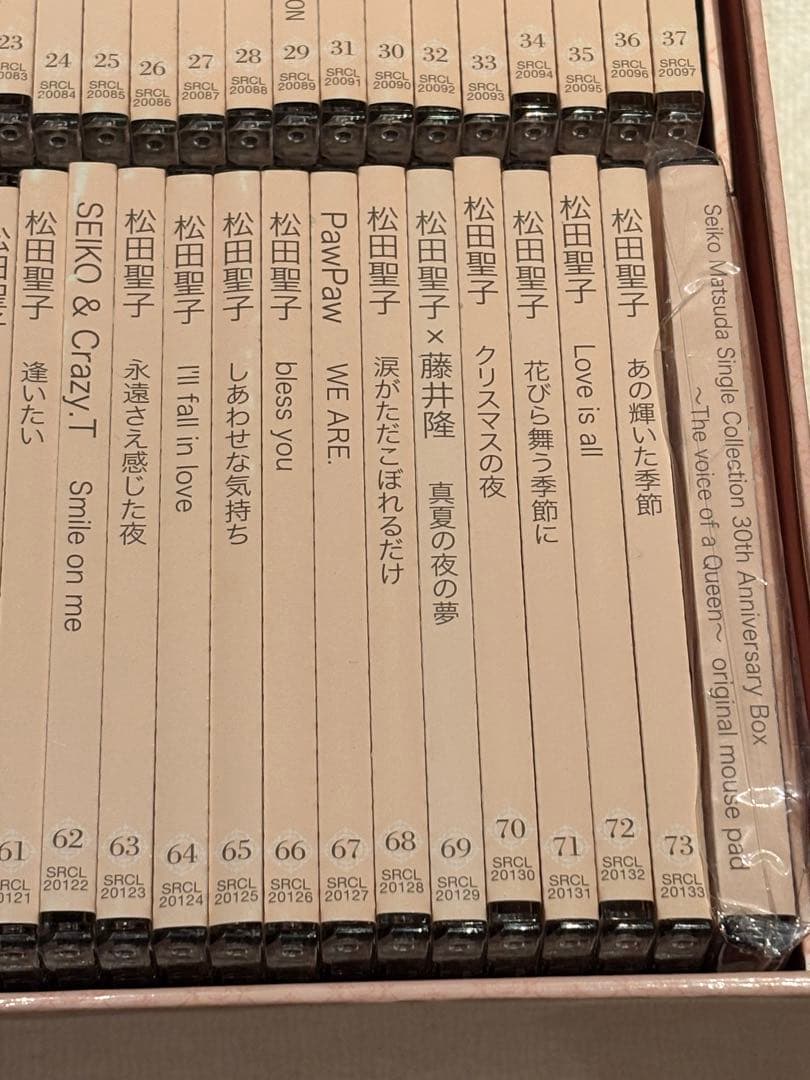 ON
23
24
SRCL
20084
25
SRCL
20085
26
SRCL
20086
27
SRCL
20087
28
SRCL
20088
29
SRCL
20089
31
SRCL
20091
30
SRCL
20090
32
SRCL
20092
33
SRCL
20093
34
SRCL
20094
35
SRCL
20095
36
SRCL
20096
37
SRCL
20097
松田聖子 逢いたい
61
SRCL
20121
SEIKO & Crazy.T Smile on me
62
SRCL
20122
松田聖子 永遠さえ感じた夜
63
SRCL
20123
松田聖子 I'll fall in love
64
SRCL
20124
松田聖子 しあわせな気持ち
65
SRCL
20125
松田聖子 bless you
66
SRCL
20126
PawPaw WE ARE.
67
SRCL
20127
松田聖子 涙がただこぼれるだけ
68
SRCL
20128
松田聖子×藤井隆 真夏の夜の夢
69
SRCL
20129
松田聖子 クリスマスの夜
70
SRCL
20130
松田聖子 花びら舞う季節に
71
SRCL
20131
松田聖子 Love is all
72
SRCL
20132
松田聖子 あの輝いた季節
73
SRCL
20133
Seiko Matsuda Single Collection 30th Anniversary Box
～The voice of a Queen～ original mouse pad